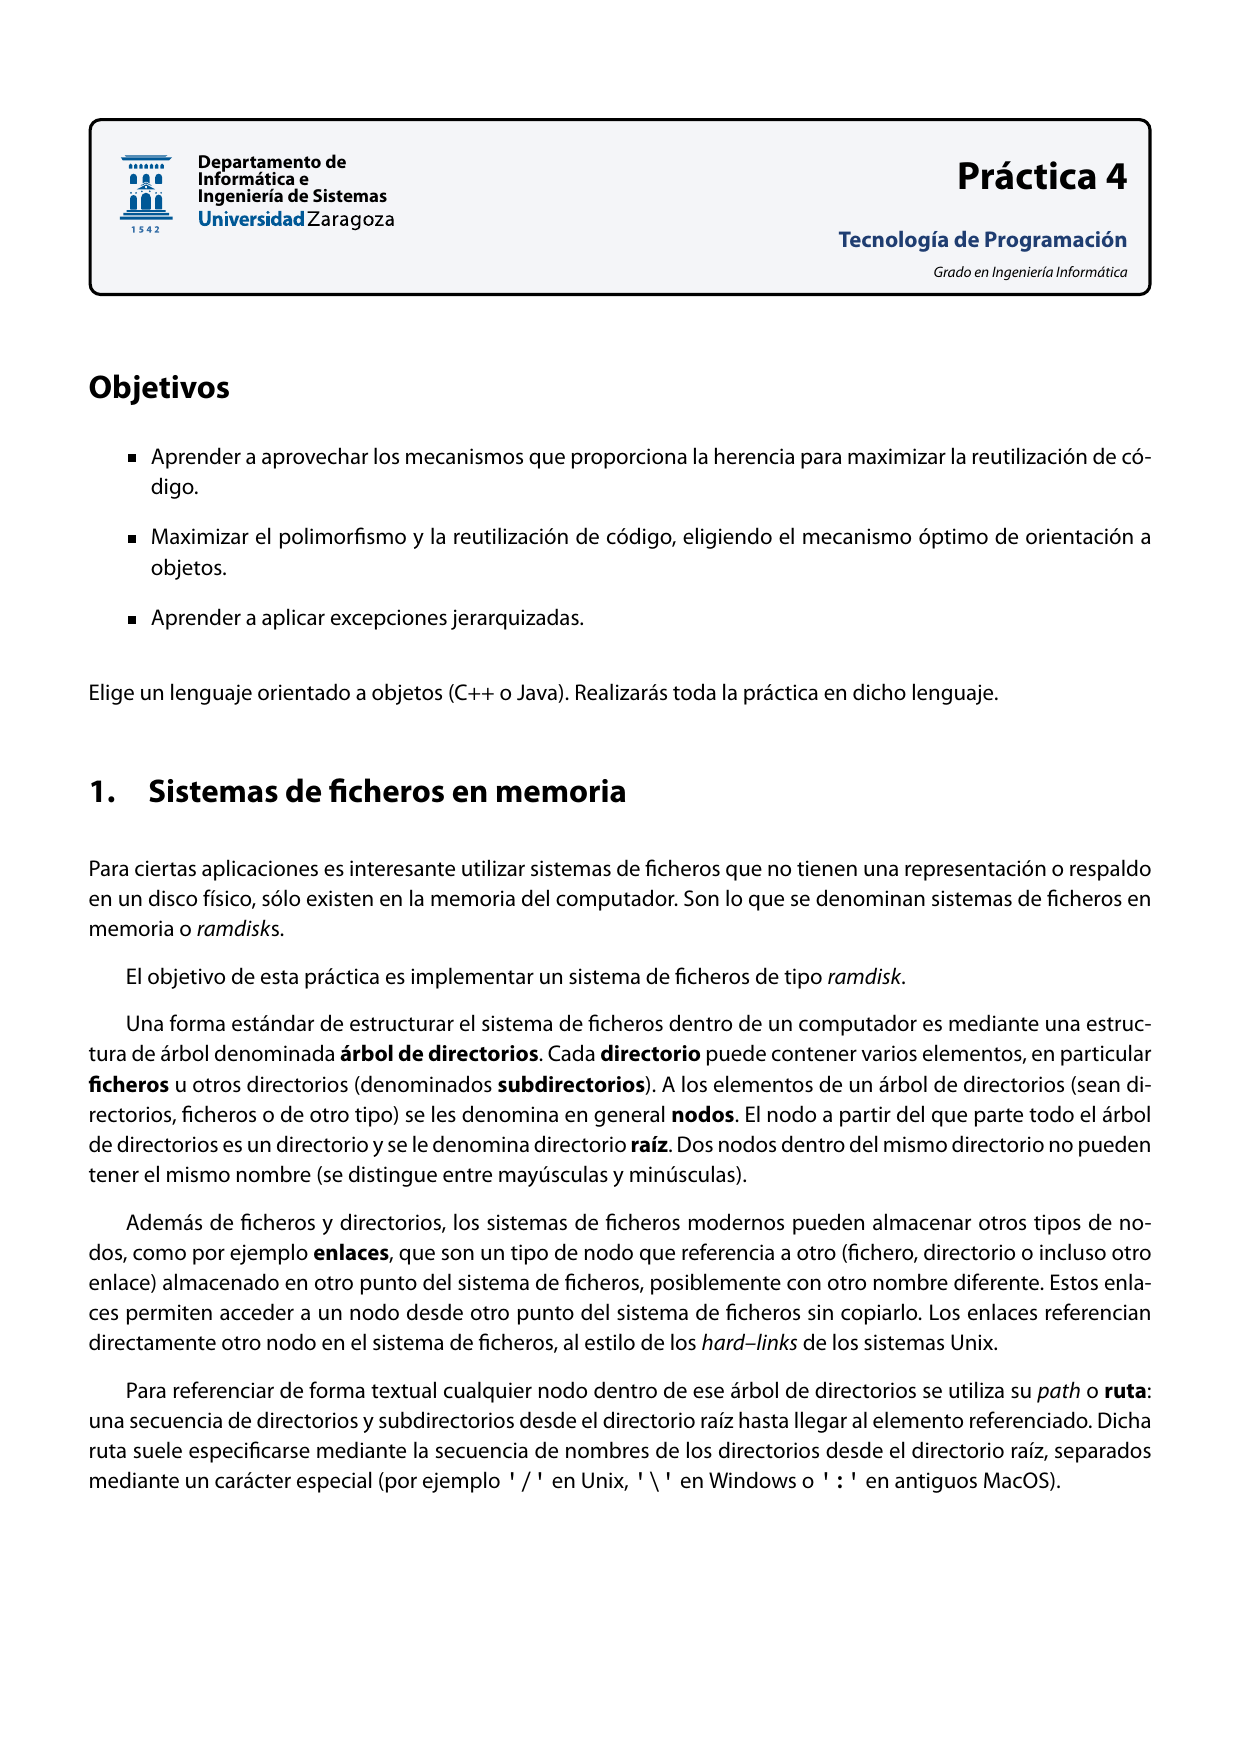 Departamento de
Informática e
Ingeniería de Sistemas
Universidad Zaragoza
1542
Práctica 4
Tecnología de Programación
Grado en Ingeniería Informática
Objetivos
▪ Aprender a aprovechar los mecanismos que proporciona la herencia para maximizar la reutilización de có-
digo.
▪ Maximizar el polimorfismo y la reutilización de código, eligiendo el mecanismo óptimo de orientación a
objetos.
▪ Aprender a aplicar excepciones jerarquizadas.
Elige un lenguaje orientado a objetos (C++ o Java). Realizarás toda la práctica en dicho lenguaje.
1. Sistemas de ficheros en memoria
Para ciertas aplicaciones es interesante utilizar sistemas de ficheros que no tienen una representación o respaldo
en un disco físico, sólo existen en la memoria del computador. Son lo que se denominan sistemas de ficheros en
memoria o ramdisks.
El objetivo de esta práctica es implementar un sistema de ficheros de tipo ramdisk.
Una forma estándar de estructurar el sistema de ficheros dentro de un computador es mediante una estruc-
tura de árbol denominada árbol de directorios. Cada directorio puede contener varios elementos, en particular
ficheros u otros directorios (denominados subdirectorios). A los elementos de un árbol de directorios (sean di-
rectorios, ficheros o de otro tipo) se les denomina en general nodos. El nodo a partir del que parte todo el árbol
de directorios es un directorio y se le denomina directorio raíz. Dos nodos dentro del mismo directorio no pueden
tener el mismo nombre (se distingue entre mayúsculas y minúsculas).
Además de ficheros y directorios, los sistemas de ficheros modernos pueden almacenar otros tipos de no-
dos, como por ejemplo enlaces, que son un tipo de nodo que referencia a otro (fichero, directorio o incluso otro
enlace) almacenado en otro punto del sistema de ficheros, posiblemente con otro nombre diferente. Estos enla-
ces permiten acceder a un nodo desde otro punto del sistema de ficheros sin copiarlo. Los enlaces referencian
directamente otro nodo en el sistema de ficheros, al estilo de los hard–links de los sistemas Unix.
Para referenciar de forma textual cualquier nodo dentro de ese árbol de directorios se utiliza su path o ruta:
una secuencia de directorios y subdirectorios desde el directorio raíz hasta llegar al elemento referenciado. Dicha
ruta suele especificarse mediante la secuencia de nombres de los directorios desde el directorio raíz, separados
mediante un carácter especial (por ejemplo '/' en Unix, '\' en Windows o ':' en antiguos MacOS).